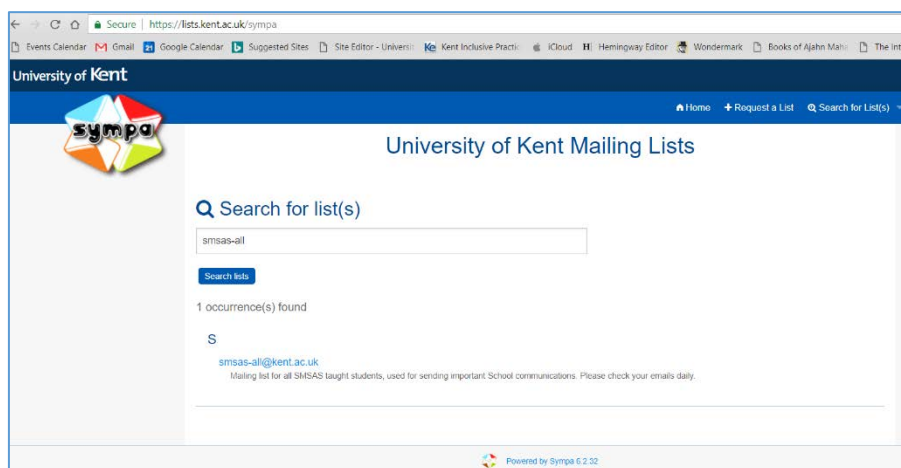 Secure | https://lists.kent.ac.uk/sympa
Events Calendar Gmail Google Calendar Suggested Sites Site Editor - Universit Kent Inclusive Practic iCloud Hemingway Editor Wondermark Books of Ajahn Maha The Int
University of Kent
Home Request a List Search for List(s)
sympa
University of Kent Mailing Lists
Search for list(s)
smsas-all
Search lists
1 occurrence(s) found
S
smsas-all@kent.ac.uk
Mailing list for all SMSAS taught students, used for sending important School communications. Please check your emails daily.
Powered by Sympa 6.2.32